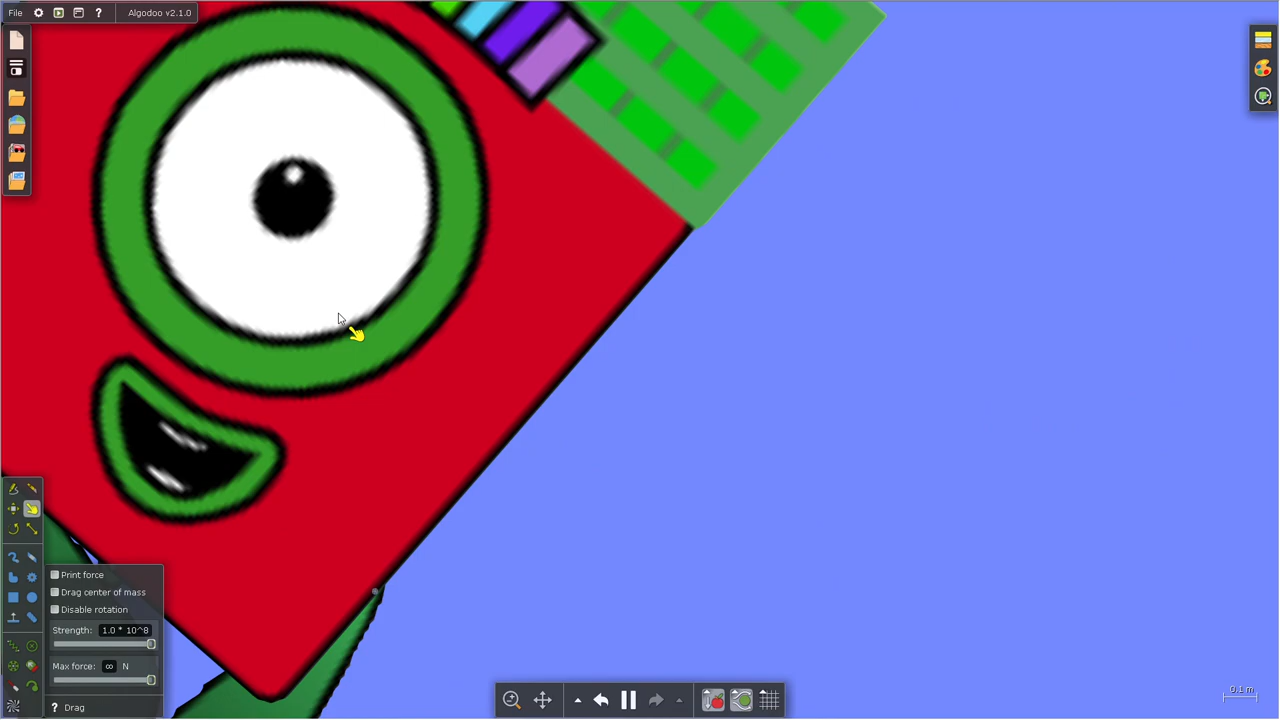 File
?
Algodoo v2.1.0
Print force
Drag center of mass
Disable rotation
Strength: 1.0 * 10^8
Max force: ∞ N
? Drag
0.1 m